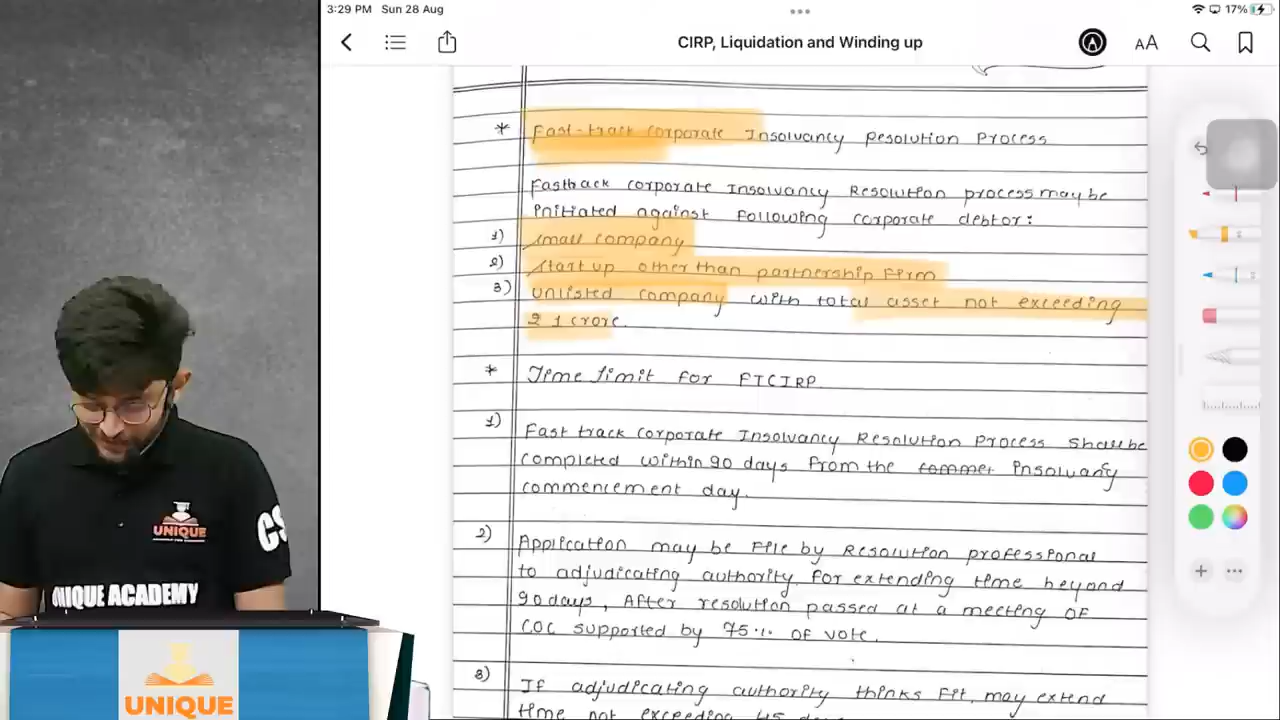 3:29 PM Sun 28 Aug
17%
CIRP, Liquidation and Winding up
AA
* Fast-track corporate Insolvancy Resolution Process
Fasttrack corporate Insolvancy Resolution process may be
initiated against following corporate debtor:
1) small company
2) Start up other than partnership Firm
3) Unlisted company with total asset not exceeding
₹ 1 crore.
* Time limit for FTCIRP
1) Fast track corporate Insolvancy Resolution Process shall be
completed within 90 days from the commer insolvany
commencement day.
2) Application may be File by Resolution professional
to adjudicating authority for extending time beyond
90 days, After resolution passed at a meeting of
COC supported by 75% of vote.
3) If adjudicating authority thinks Fit, may extend
time not exceeding 45 days
UNIQUE
CS
UNIQUE ACADEMY
UNIQUE